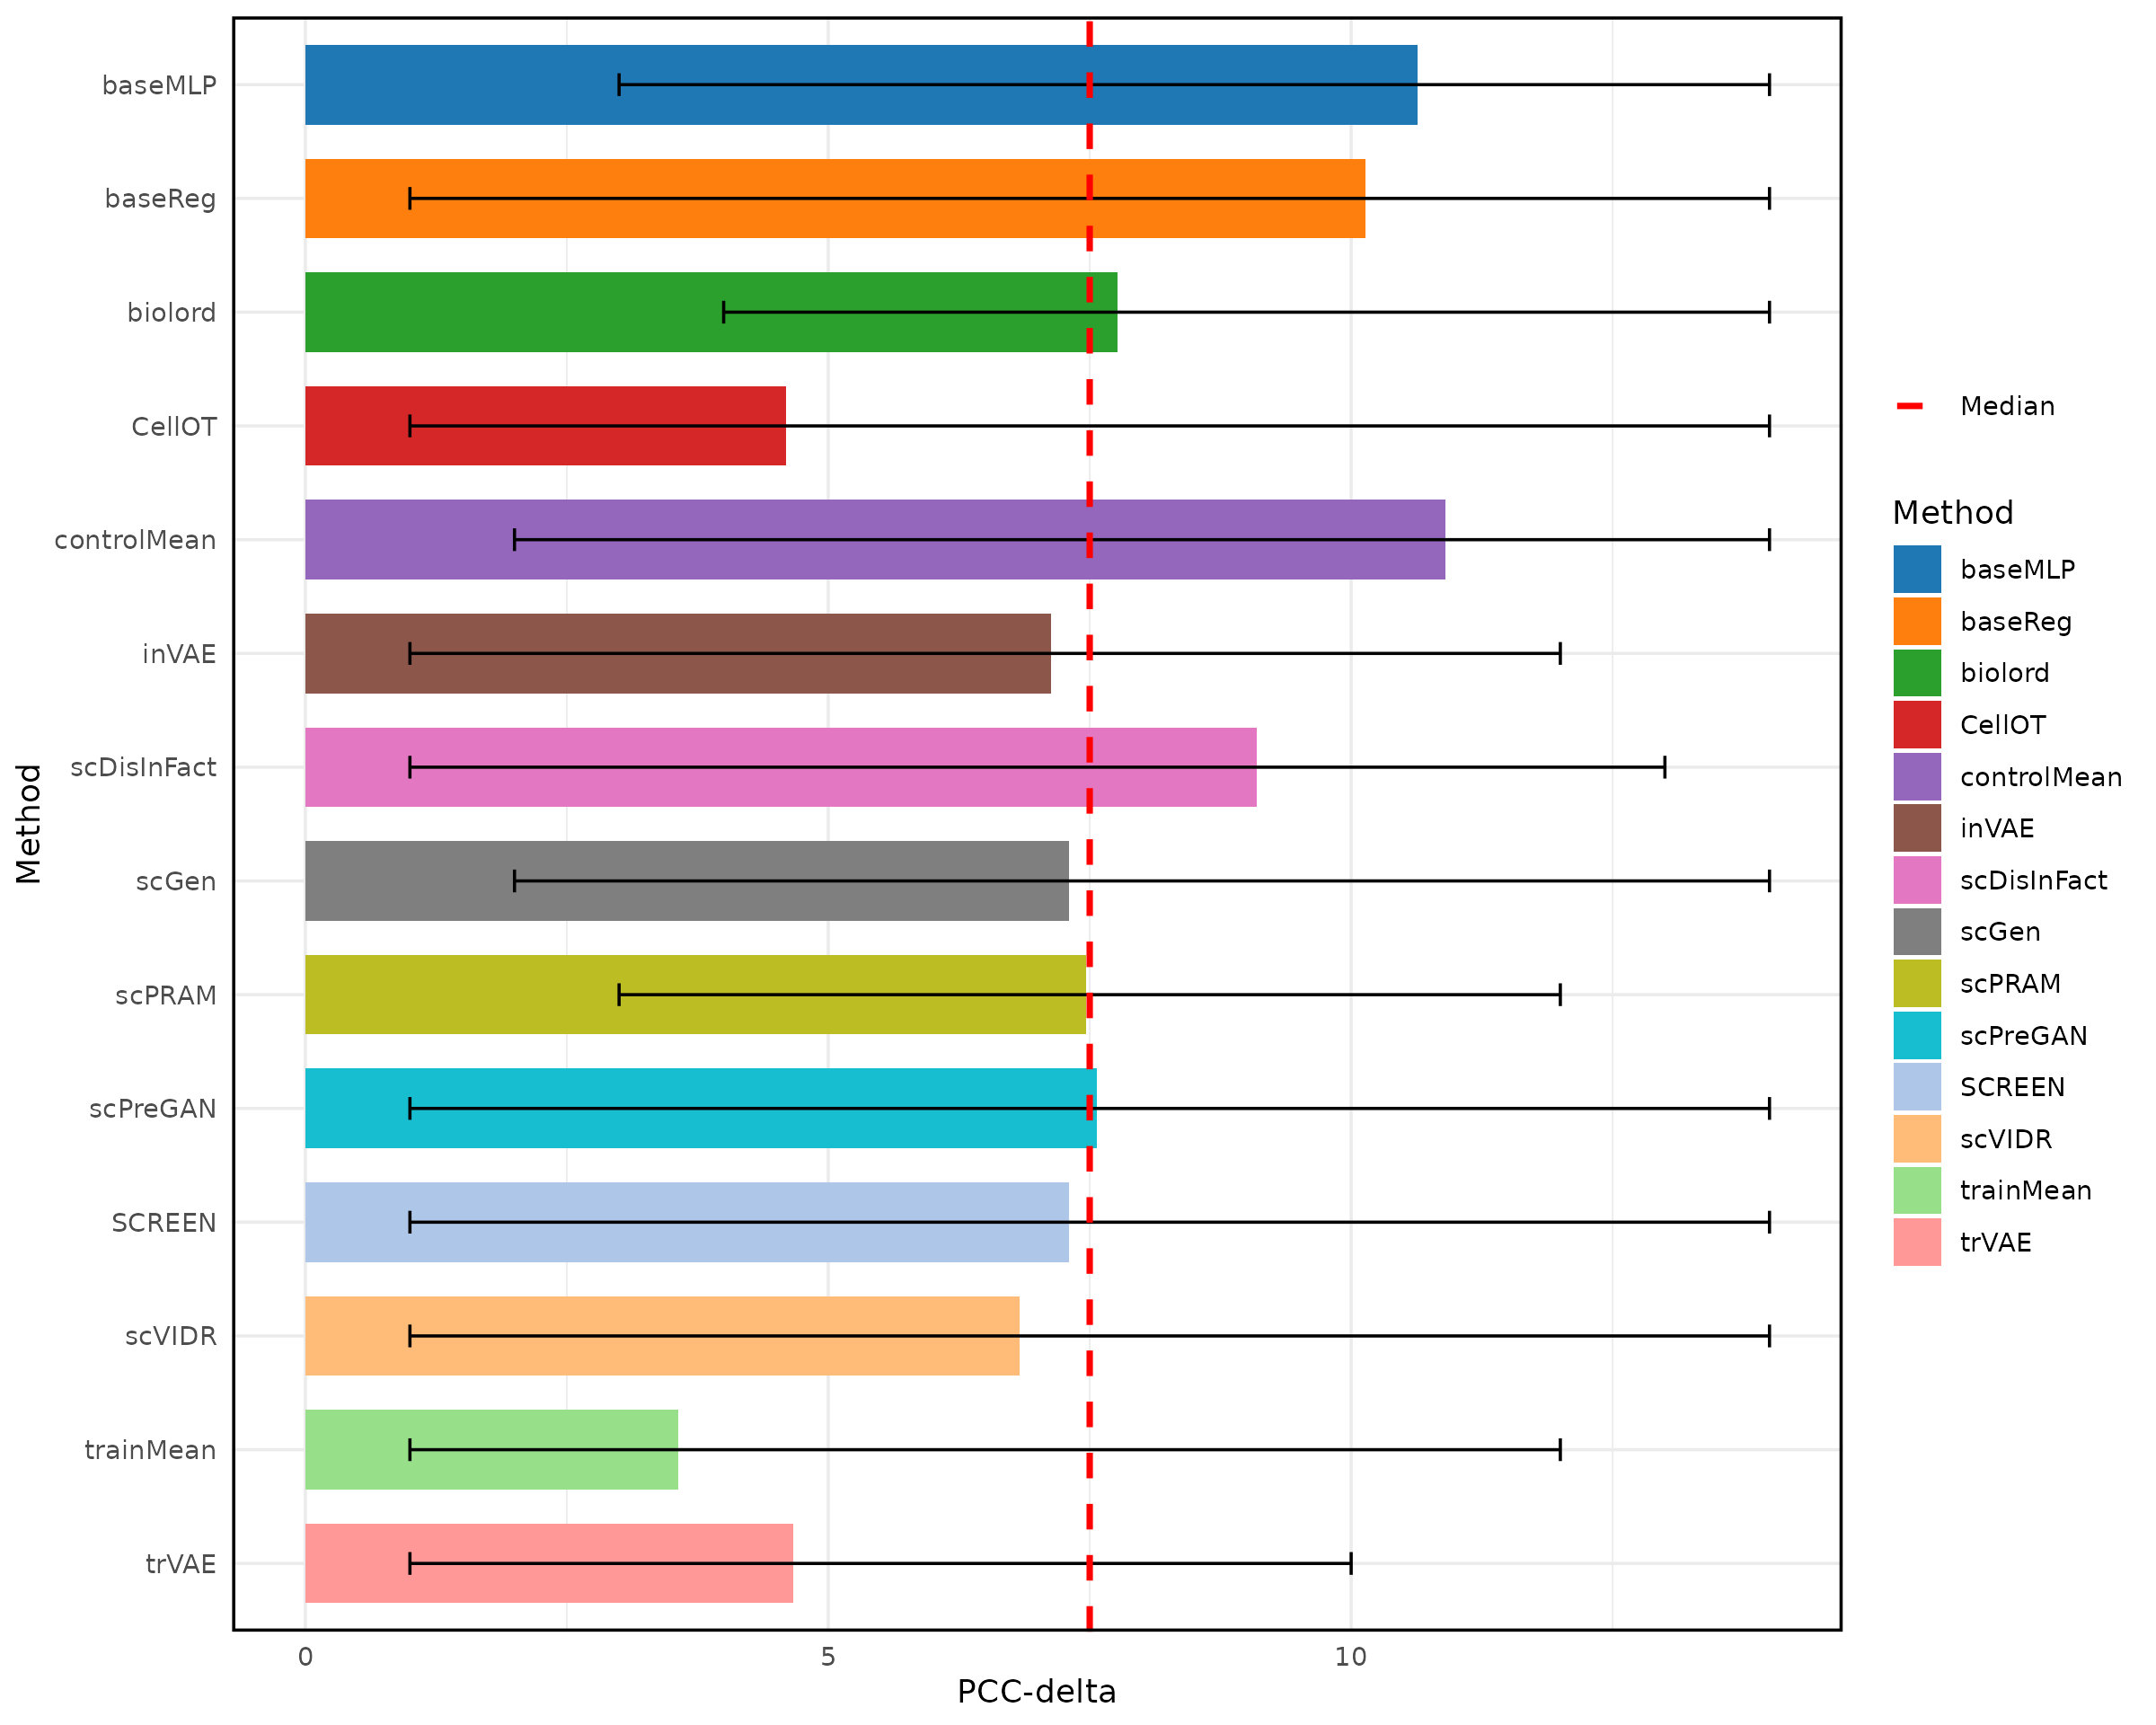 baseMLP
baseReg
biolord
CellOT
controlMean
inVAE
scDisInFact
scGen
scPRAM
scPreGAN
SCREEN
scVIDR
trainMean
trVAE
Method
0 5 10
PCC-delta
Median
Method
baseMLP
baseReg
biolord
CellOT
controlMean
inVAE
scDisInFact
scGen
scPRAM
scPreGAN
SCREEN
scVIDR
trainMean
trVAE